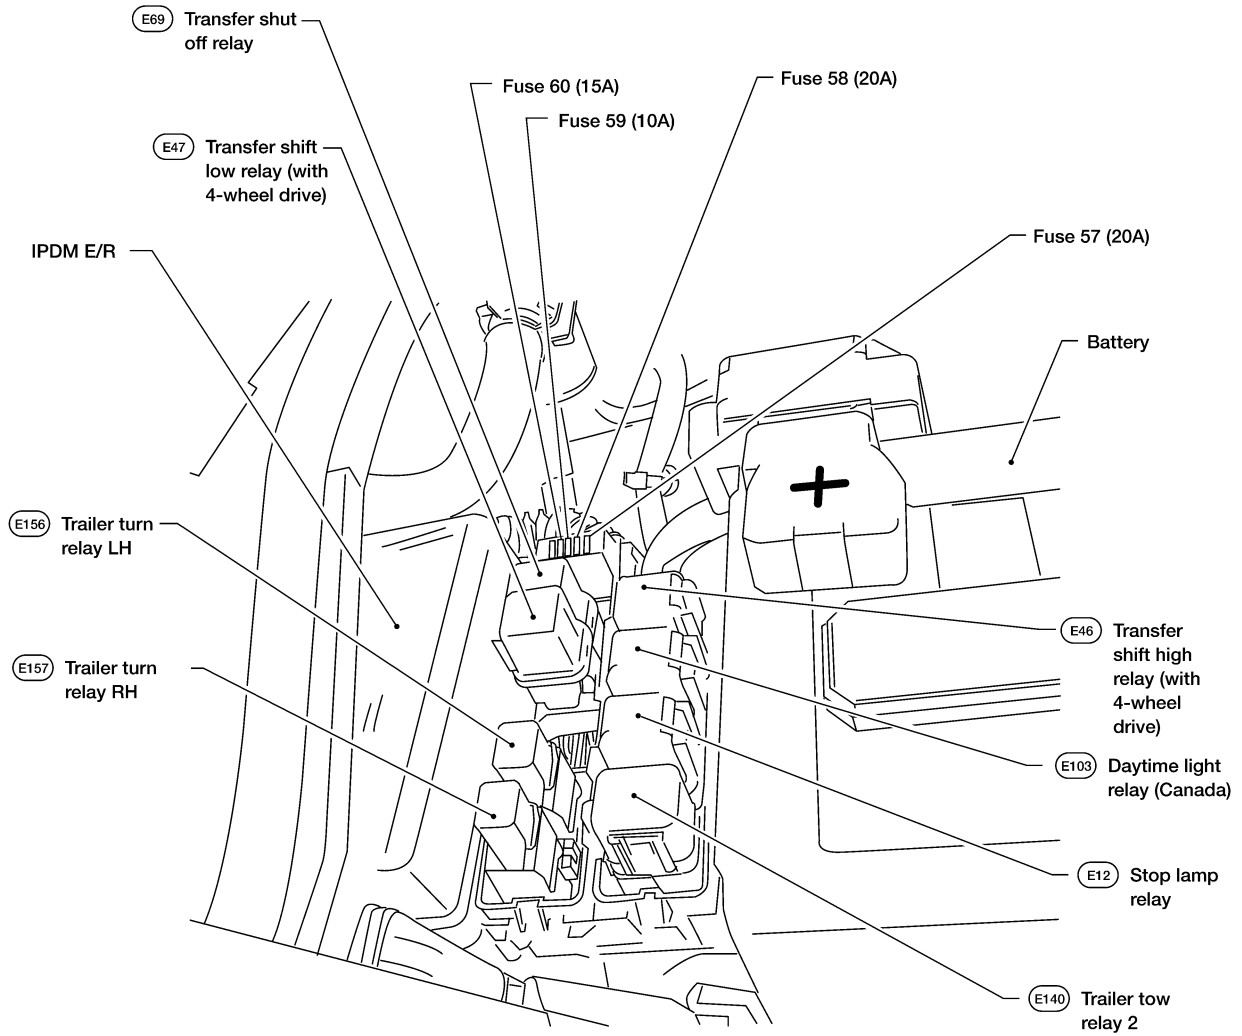 E69 Transfer shut
off relay
Fuse 60 (15A)
Fuse 58 (20A)
Fuse 59 (10A)
E47 Transfer shift
low relay (with
4-wheel drive)
IPDM E/R
Fuse 57 (20A)
Battery
E156 Trailer turn
relay LH
E157 Trailer turn
relay RH
E46 Transfer
shift high
relay (with
4-wheel
drive)
E103 Daytime light
relay (Canada)
E12 Stop lamp
relay
E140 Trailer tow
relay 2